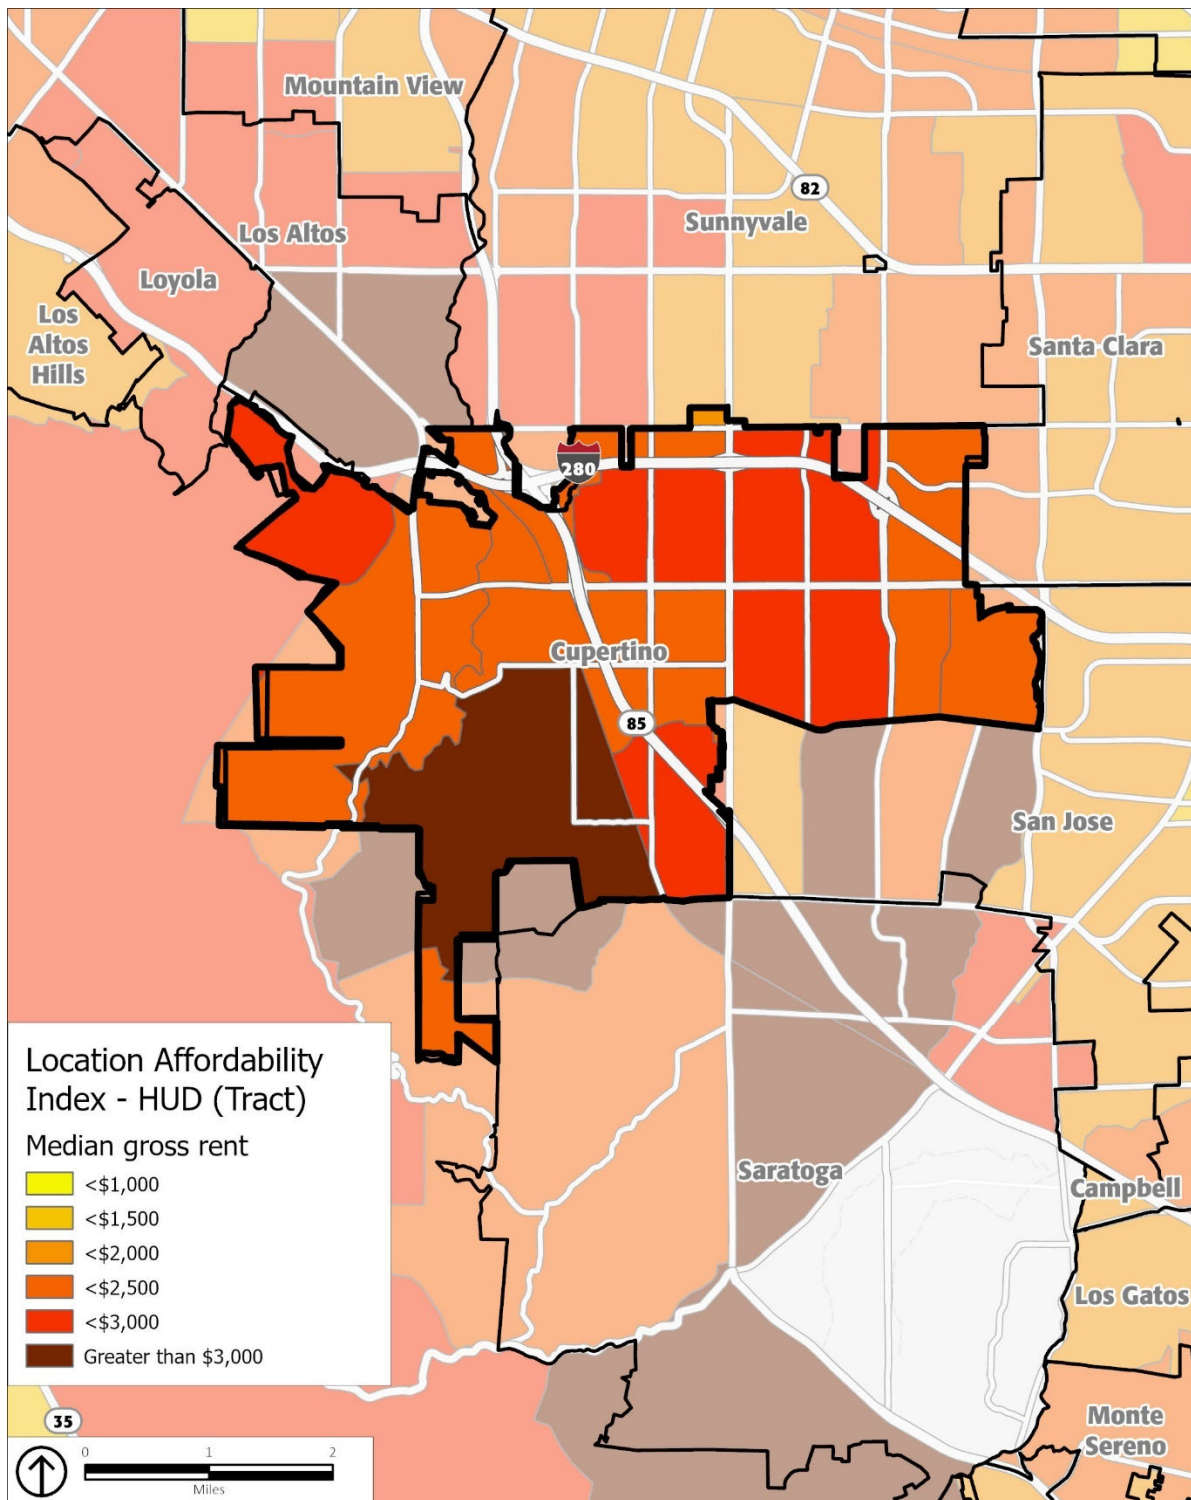 Mountain View
82
Sunnyvale
Los Altos
Loyola
Los
Altos
Hills
Santa Clara
280
Cupertino
85
San Jose
Location Affordability
Index - HUD (Tract)
Median gross rent
<$1,000
<$1,500
<$2,000
<$2,500
<$3,000
Greater than $3,000
Saratoga
Campbell
Los Gatos
Monte
Sereno
35
0 1 2
Miles